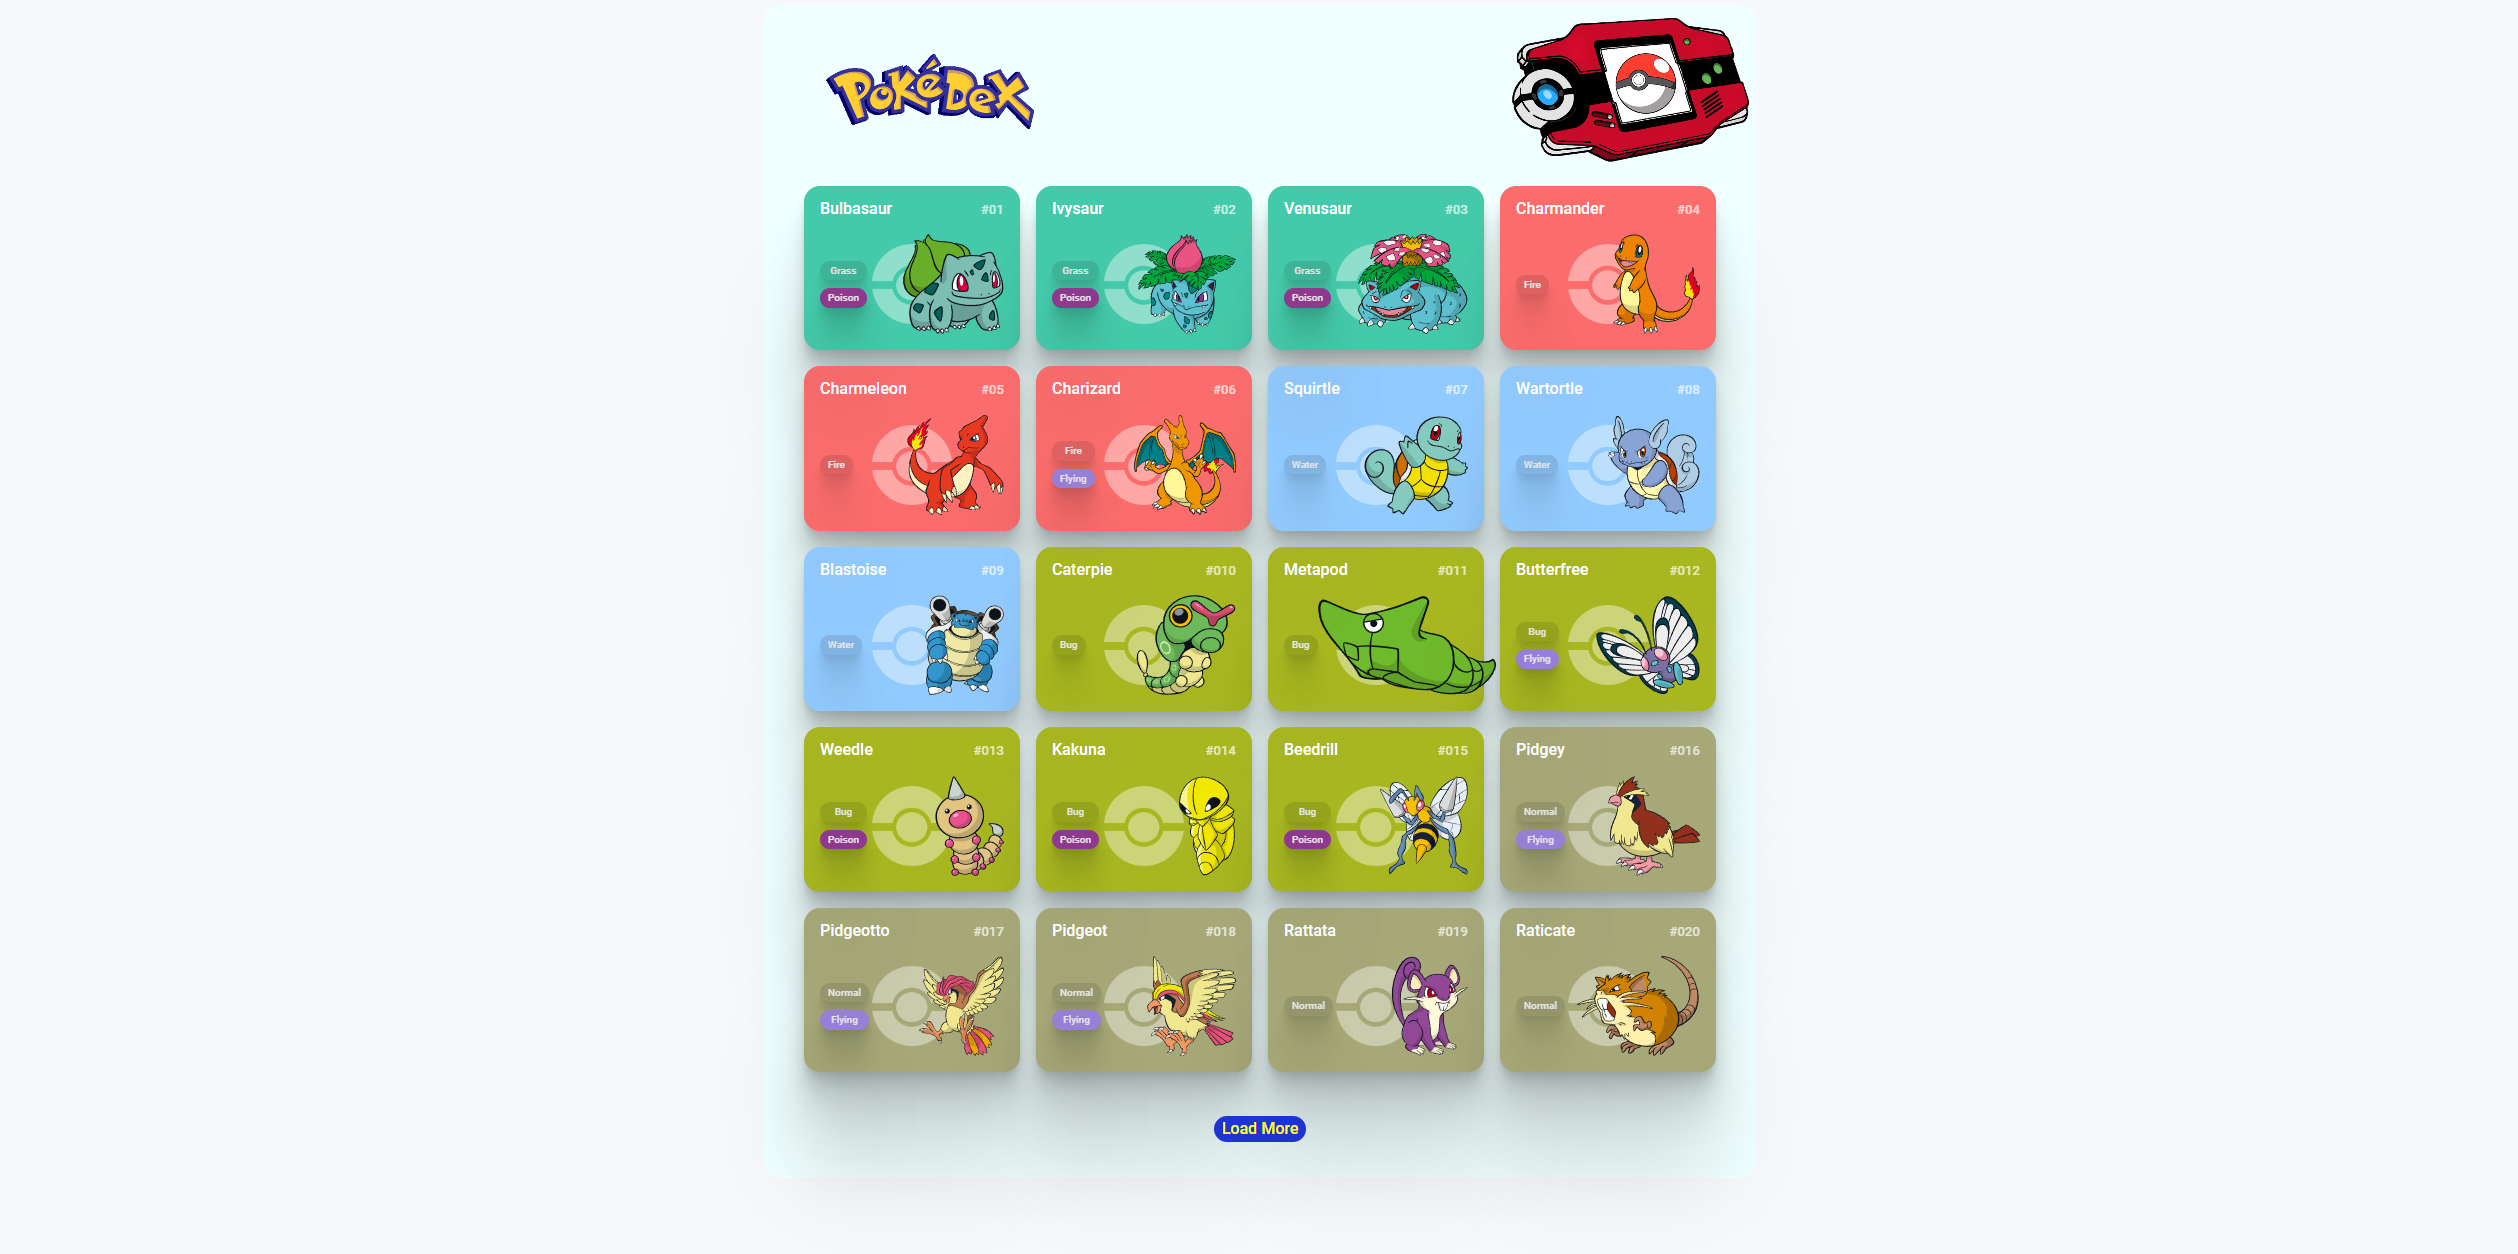 PoKéDeX
Bulbasaur #01
Grass
Poison
Ivysaur #02
Grass
Poison
Venusaur #03
Grass
Poison
Charmander #04
Fire
Charmeleon #05
Fire
Charizard #06
Fire
Flying
Squirtle #07
Water
Wartortle #08
Water
Blastoise #09
Water
Caterpie #010
Bug
Metapod #011
Bug
Butterfree #012
Bug
Flying
Weedle #013
Bug
Poison
Kakuna #014
Bug
Poison
Beedrill #015
Bug
Poison
Pidgey #016
Normal
Flying
Pidgeotto #017
Normal
Flying
Pidgeot #018
Normal
Flying
Rattata #019
Normal
Raticate #020
Normal
Load More